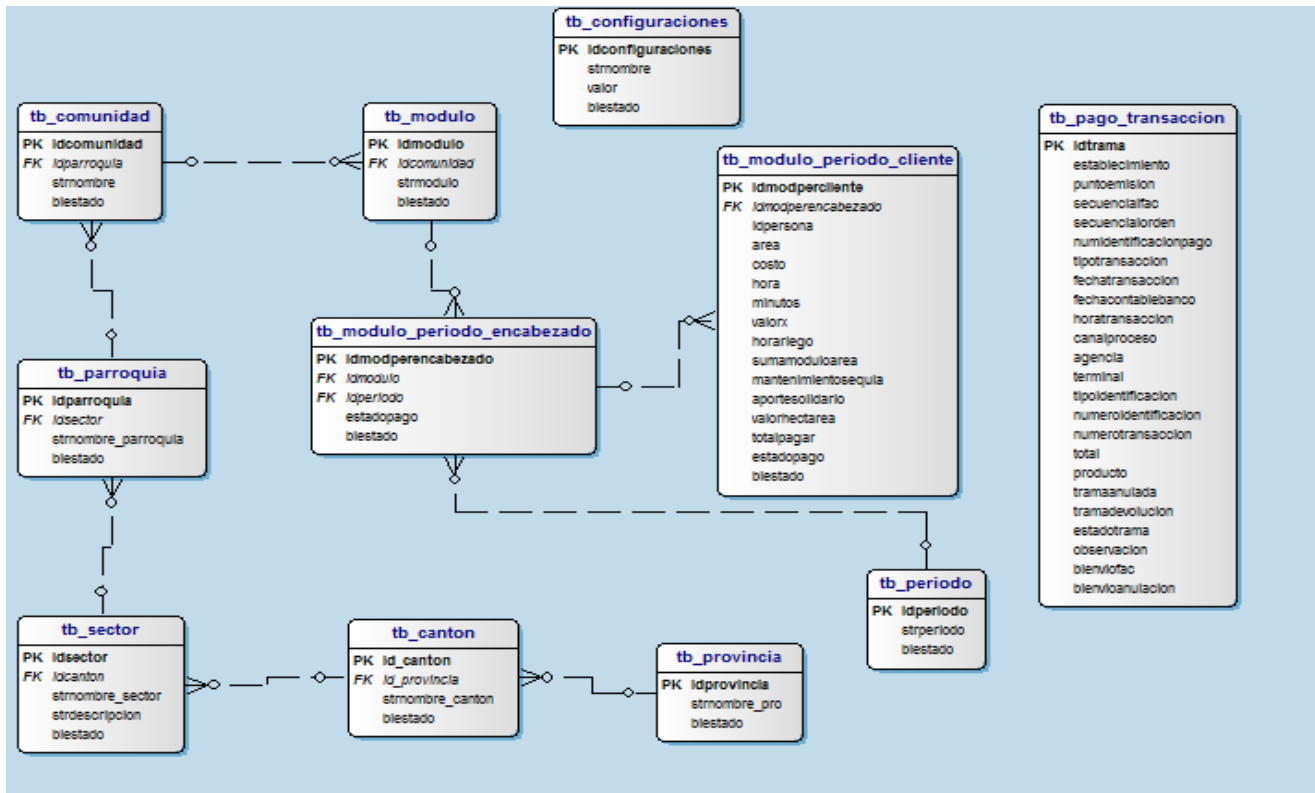 tb_configuraciones
PK idconfiguraciones
strnombre
valor
blestado
tb_comunidad
PK idcomunidad
FK idparroquia
strnombre
blestado
tb_modulo
PK idmodulo
FK idcomunidad
strmodulo
blestado
tb_modulo_periodo_cliente
PK idmodpercliente
FK idmodperencabezado
idpersona
area
costo
hora
minutos
valorx
horariego
sumamoduloarea
mantenimientosequia
aportesolidario
valorhectarea
totalpagar
estadopago
blestado
tb_pago_transaccion
PK idtrama
establecimiento
puntoemision
secuencialfac
secuencialorden
numidentificacionpago
tipotransaccion
fechatransaccion
fechacontablebanco
horatransaccion
canalproceso
agencia
terminal
tipoidentificacion
numeroidentificacion
numerotransaccion
total
producto
tramaanulada
tramadevolucion
estadotrama
observacion
blenviofac
blenvioanulacion
tb_modulo_periodo_encabezado
PK idmodperencabezado
FK idmodulo
FK idperiodo
estadopago
blestado
tb_parroquia
PK idparroquia
FK idsector
strnombre_parroquia
blestado
tb_periodo
PK idperiodo
strperiodo
blestado
tb_sector
PK idsector
FK idcanton
strnombre_sector
strdescripcion
blestado
tb_canton
PK id_canton
FK id_provincia
strnombre_canton
blestado
tb_provincia
PK idprovincia
strnombre_pro
blestado